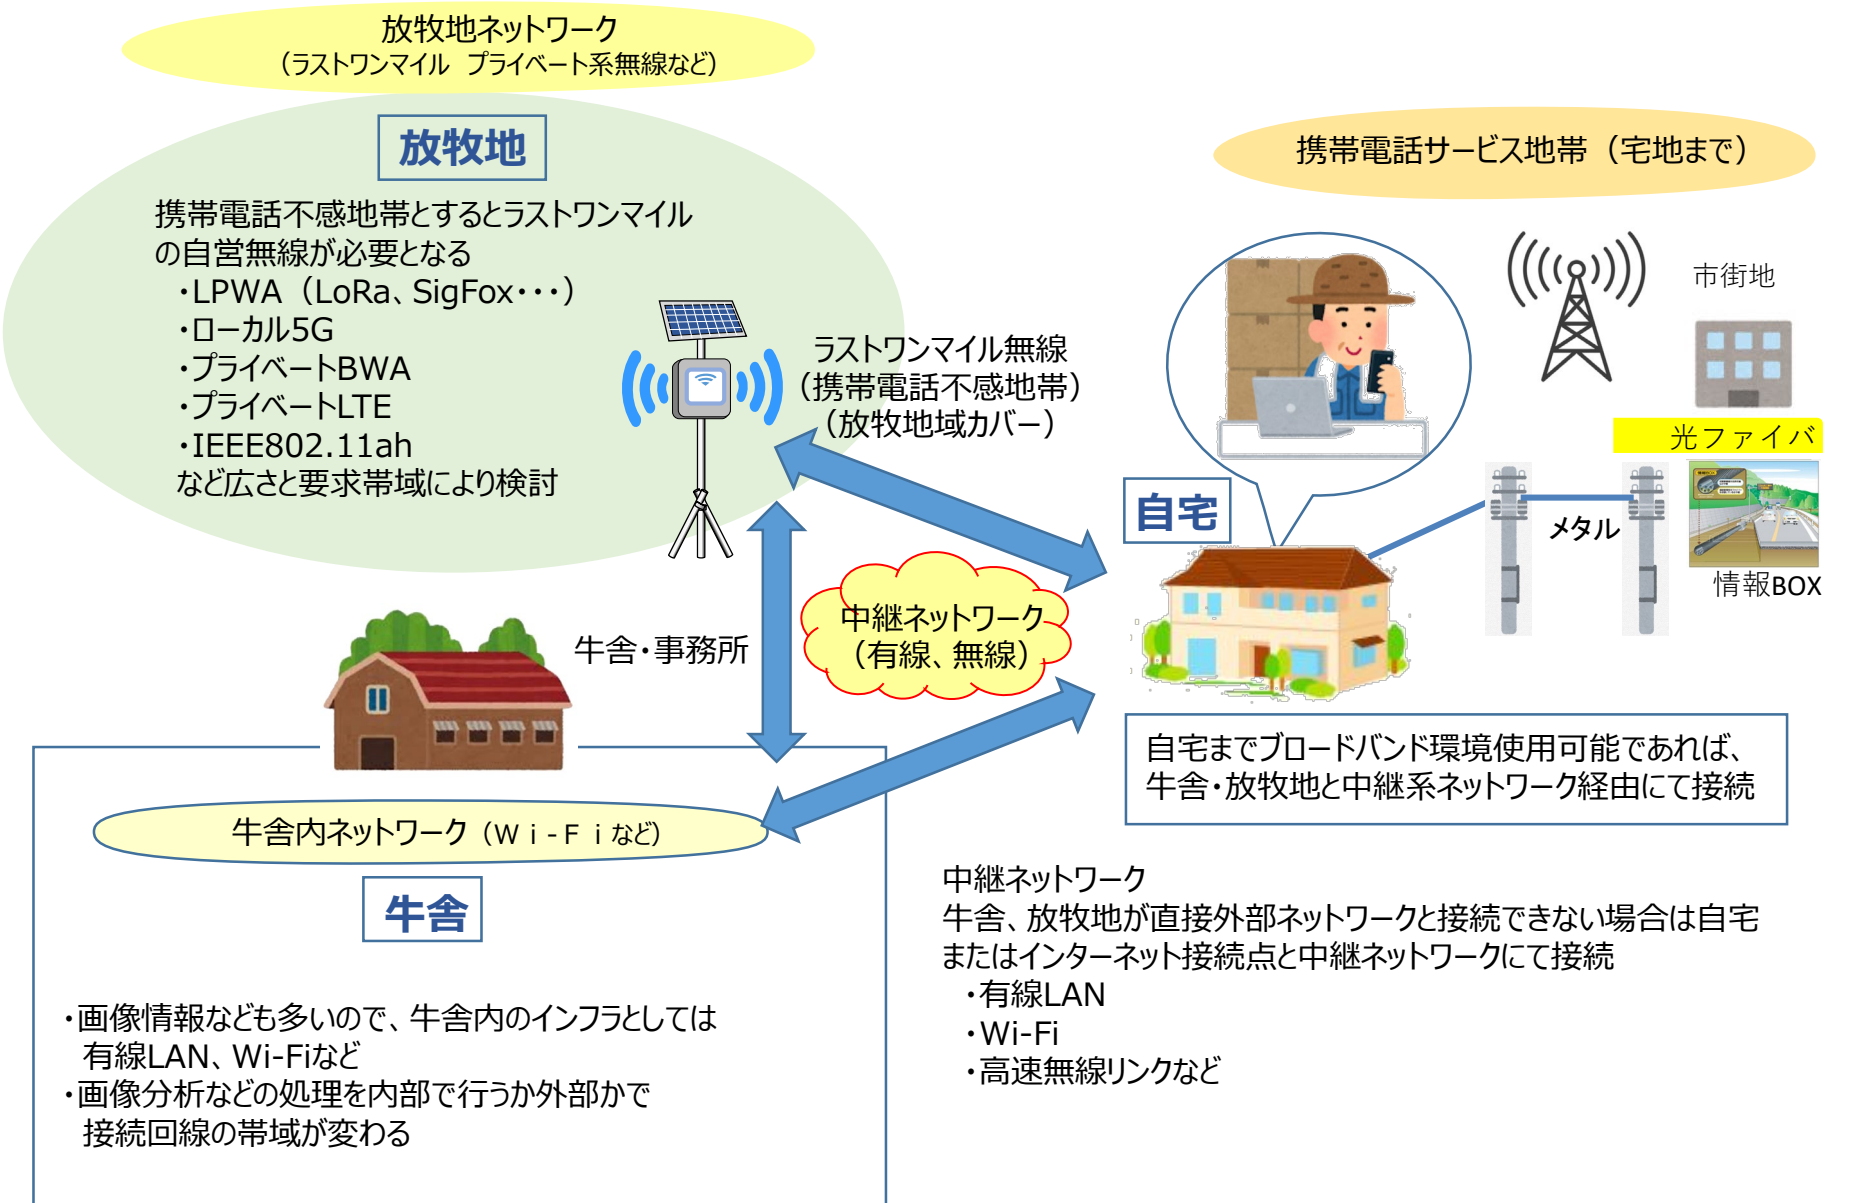 放牧地ネットワーク
（ラストワンマイル　プライベート系無線など）
放牧地
携帯電話不感地帯とするとラストワンマイル
の自営無線が必要となる
・LPWA（LoRa、SigFox・・・）
・ローカル5G
・プライベートBWA
・プライベートLTE
・IEEE802.11ah
など広さと要求帯域により検討
ラストワンマイル無線
（携帯電話不感地帯）
（放牧地域カバー）
携帯電話サービス地帯（宅地まで）
市街地
光ファイバ
メタル
情報BOX
自宅
中継ネットワーク
（有線、無線）
牛舎・事務所
自宅までブロードバンド環境使用可能であれば、
牛舎・放牧地と中継系ネットワーク経由にて接続
牛舎内ネットワーク（Ｗｉ-Ｆｉなど）
牛舎
・画像情報なども多いので、牛舎内のインフラとしては
有線LAN、Wi-Fiなど
・画像分析などの処理を内部で行うか外部かで
接続回線の帯域が変わる
中継ネットワーク
牛舎、放牧地が直接外部ネットワークと接続できない場合は自宅
またはインターネット接続点と中継ネットワークにて接続
・有線LAN
・Wi-Fi
・高速無線リンクなど